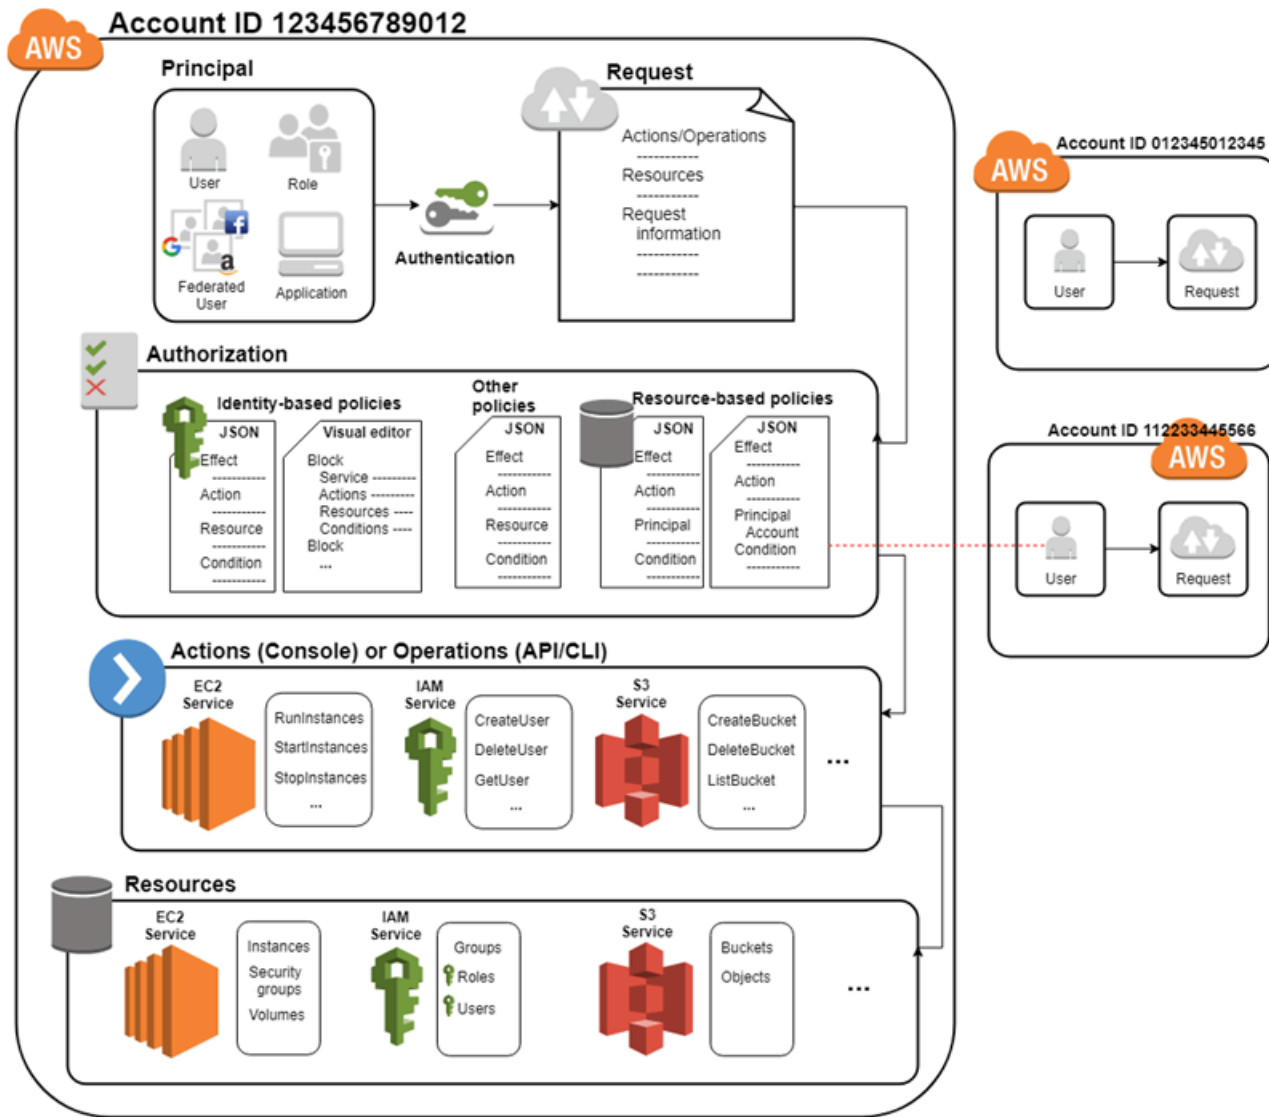 AWS
Account ID 123456789012
Principal
User
Role
Federated
User
Application
Authentication
Request
Actions/Operations
-----------
Resources
-----------
Request
information
-----------
-----------
AWS
Account ID 012345012345
User
Request
Authorization
Identity-based policies
JSON
Effect
-----------
Action
-----------
Resource
-----------
Condition
-----------
Visual editor
Block
Service ---------
Actions ---------
Resources ----
Conditions ----
Block
...
Other
policies
JSON
Effect
-----------
Action
-----------
Resource
-----------
Condition
-----------
Resource-based policies
JSON
Effect
-----------
Action
-----------
Principal
-----------
Condition
-----------
JSON
Effect
-----------
Action
-----------
Principal
Account
Condition
-----------
Account ID 112233445566
AWS
User
Request
Actions (Console) or Operations (API/CLI)
EC2
Service
RunInstances
StartInstances
StopInstances
...
IAM
Service
CreateUser
DeleteUser
GetUser
...
S3
Service
CreateBucket
DeleteBucket
ListBucket
...
...
Resources
EC2
Service
Instances
Security
groups
Volumes
IAM
Service
Groups
Roles
Users
S3
Service
Buckets
Objects
...